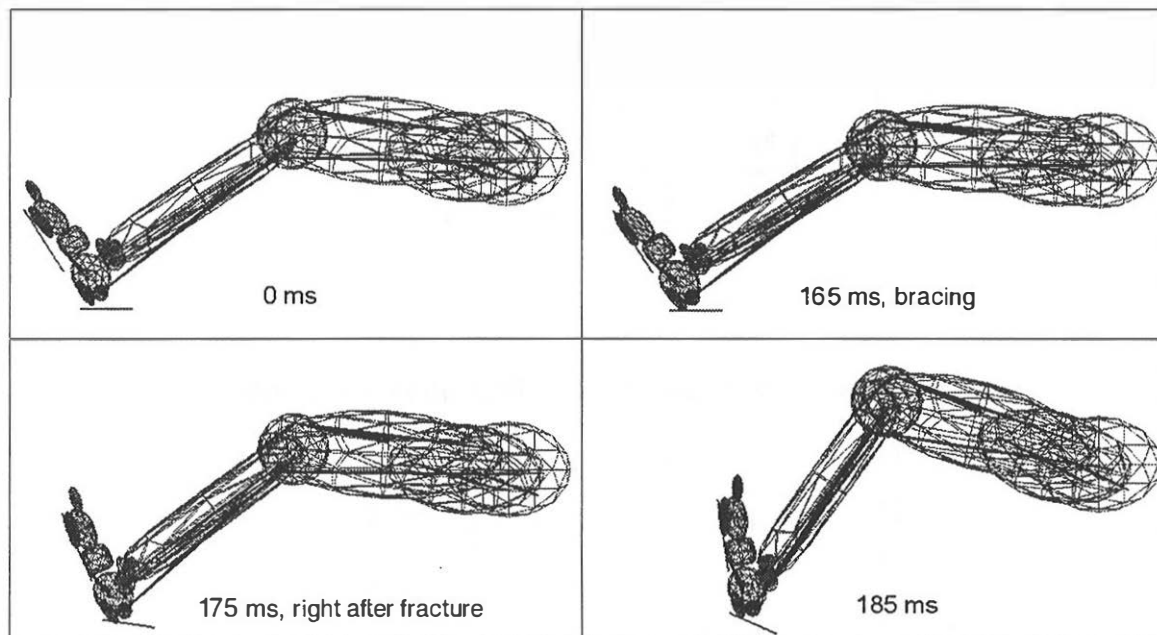 0 ms
165 ms, bracing
175 ms, right after fracture
185 ms